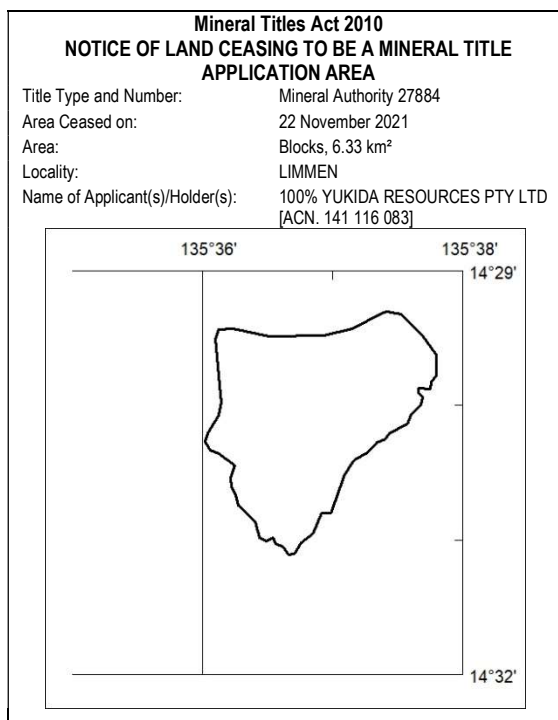 Mineral Titles Act 2010
NOTICE OF LAND CEASING TO BE A MINERAL TITLE
APPLICATION AREA
Title Type and Number: Mineral Authority 27884
Area Ceased on: 22 November 2021
Area: Blocks, 6.33 km²
Locality: LIMMEN
Name of Applicant(s)/Holder(s): 100% YUKIDA RESOURCES PTY LTD
[ACN. 141 116 083]
135°36' 135°38'
14°29'
14°32'